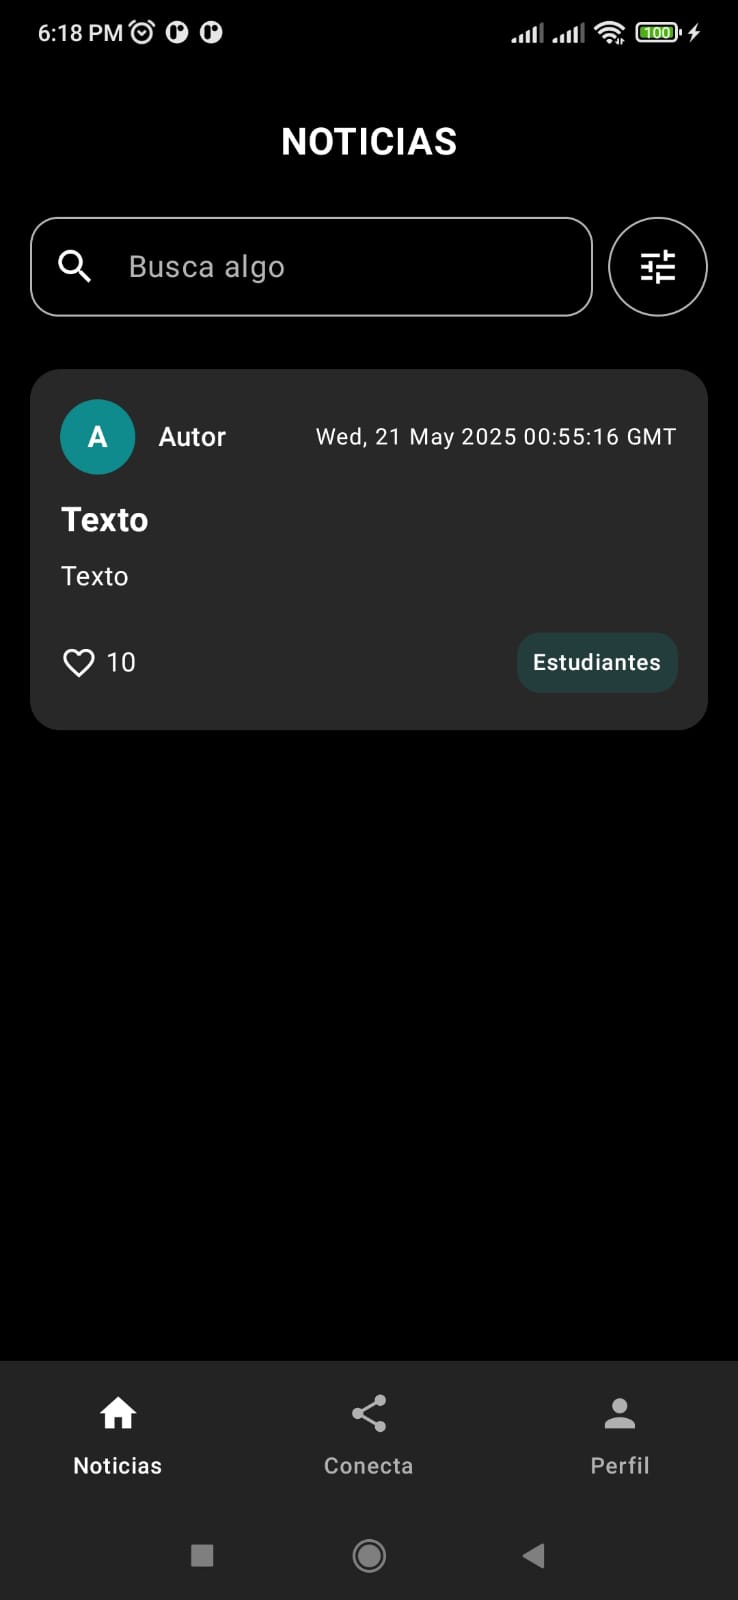 6:18 PM
100
NOTICIAS
Busca algo
A Autor Wed, 21 May 2025 00:55:16 GMT
Texto
Texto
10 Estudiantes
Noticias Conecta Perfil